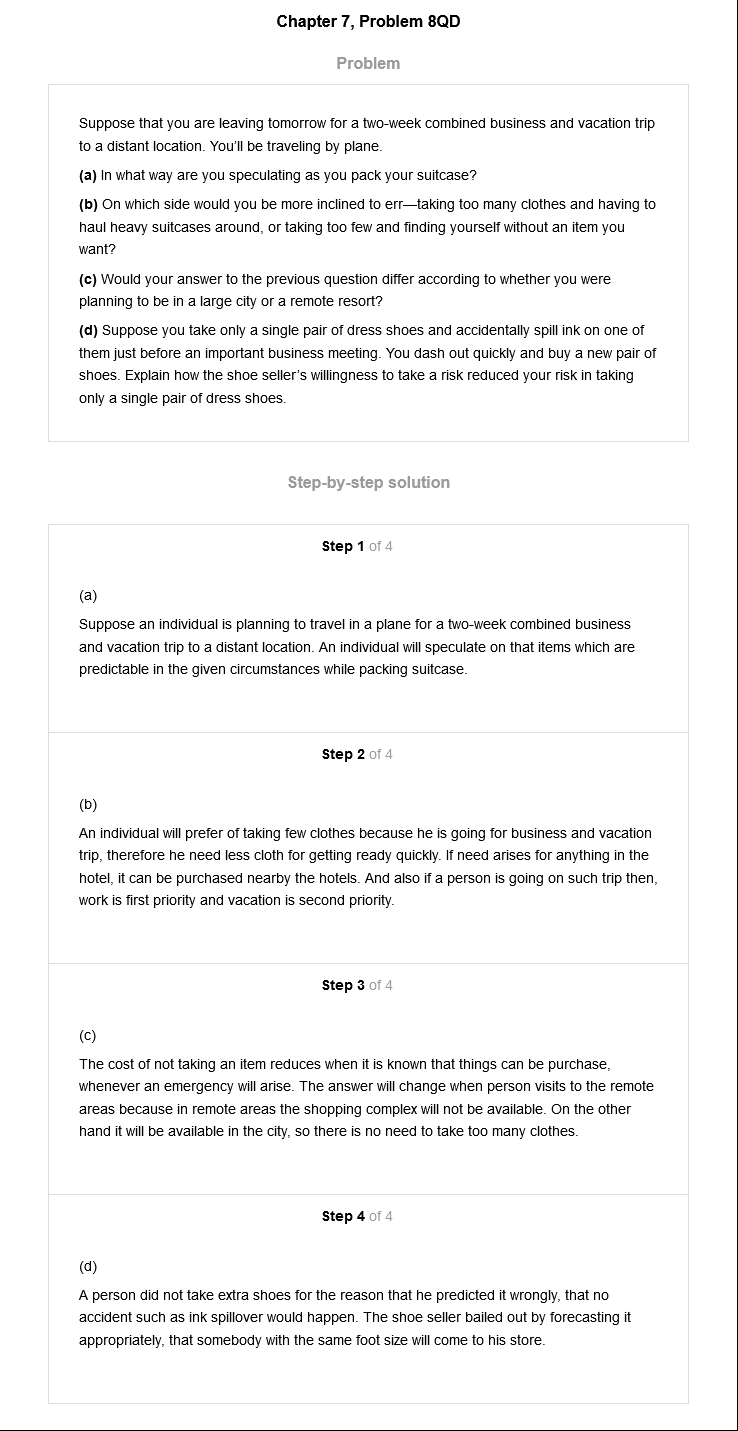 Chapter 7, Problem 8QD
Problem
Suppose that you are leaving tomorrow for a two-week combined business and vacation trip
to a distant location. You'll be traveling by plane.
(a) In what way are you speculating as you pack your suitcase?
(b) On which side would you be more inclined to err—taking too many clothes and having to
haul heavy suitcases around, or taking too few and finding yourself without an item you
want?
(c) Would your answer to the previous question differ according to whether you were
planning to be in a large city or a remote resort?
(d) Suppose you take only a single pair of dress shoes and accidentally spill ink on one of
them just before an important business meeting. You dash out quickly and buy a new pair of
shoes. Explain how the shoe seller's willingness to take a risk reduced your risk in taking
only a single pair of dress shoes.
Step-by-step solution
Step 1 of 4
(a)
Suppose an individual is planning to travel in a plane for a two-week combined business
and vacation trip to a distant location. An individual will speculate on that items which are
predictable in the given circumstances while packing suitcase.
Step 2 of 4
(b)
An individual will prefer of taking few clothes because he is going for business and vacation
trip, therefore he need less cloth for getting ready quickly. If need arises for anything in the
hotel, it can be purchased nearby the hotels. And also if a person is going on such trip then,
work is first priority and vacation is second priority.
Step 3 of 4
(c)
The cost of not taking an item reduces when it is known that things can be purchase,
whenever an emergency will arise. The answer will change when person visits to the remote
areas because in remote areas the shopping complex will not be available. On the other
hand it will be available in the city, so there is no need to take too many clothes.
Step 4 of 4
(d)
A person did not take extra shoes for the reason that he predicted it wrongly, that no
accident such as ink spillover would happen. The shoe seller bailed out by forecasting it
appropriately, that somebody with the same foot size will come to his store.